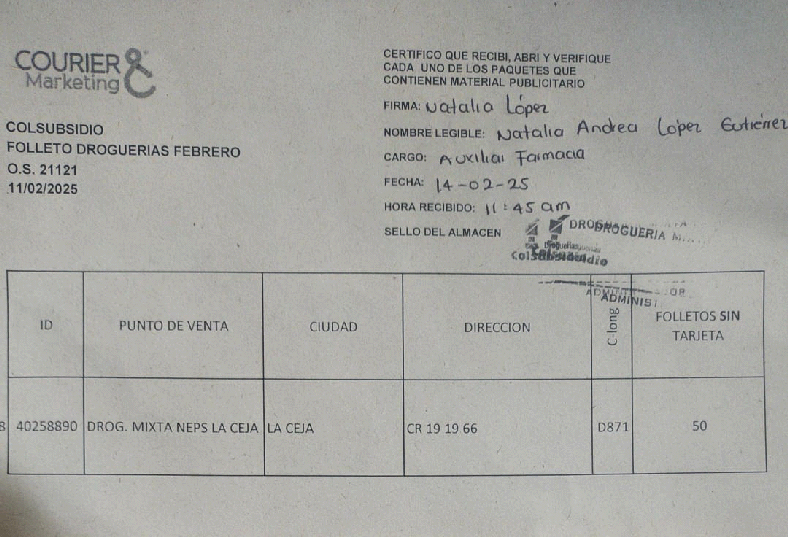 COURIER &
Marketing
COLSUBSIDIO
FOLLETO DROGUERIAS FEBRERO
O.S. 21121
11/02/2025
CERTIFICO QUE RECIBI, ABRI Y VERIFIQUE
CADA UNO DE LOS PAQUETES QUE
CONTIENEN MATERIAL PUBLICITARIO
FIRMA: Natalia López
NOMBRE LEGIBLE: Natalia Andrea López Gutiérrez
CARGO: Auxiliar Farmacia
FECHA: 14-02-25
HORA RECIBIDO: 11:45 am
SELLO DEL ALMACEN
DROGUERIA
Colsubsidio
ID PUNTO DE VENTA CIUDAD DIRECCION C long FOLLETOS SIN TARJETA
8 40258890 DROG. MIXTA NEPS LA CEJA LA CEJA CR 19 19 66 D871 50